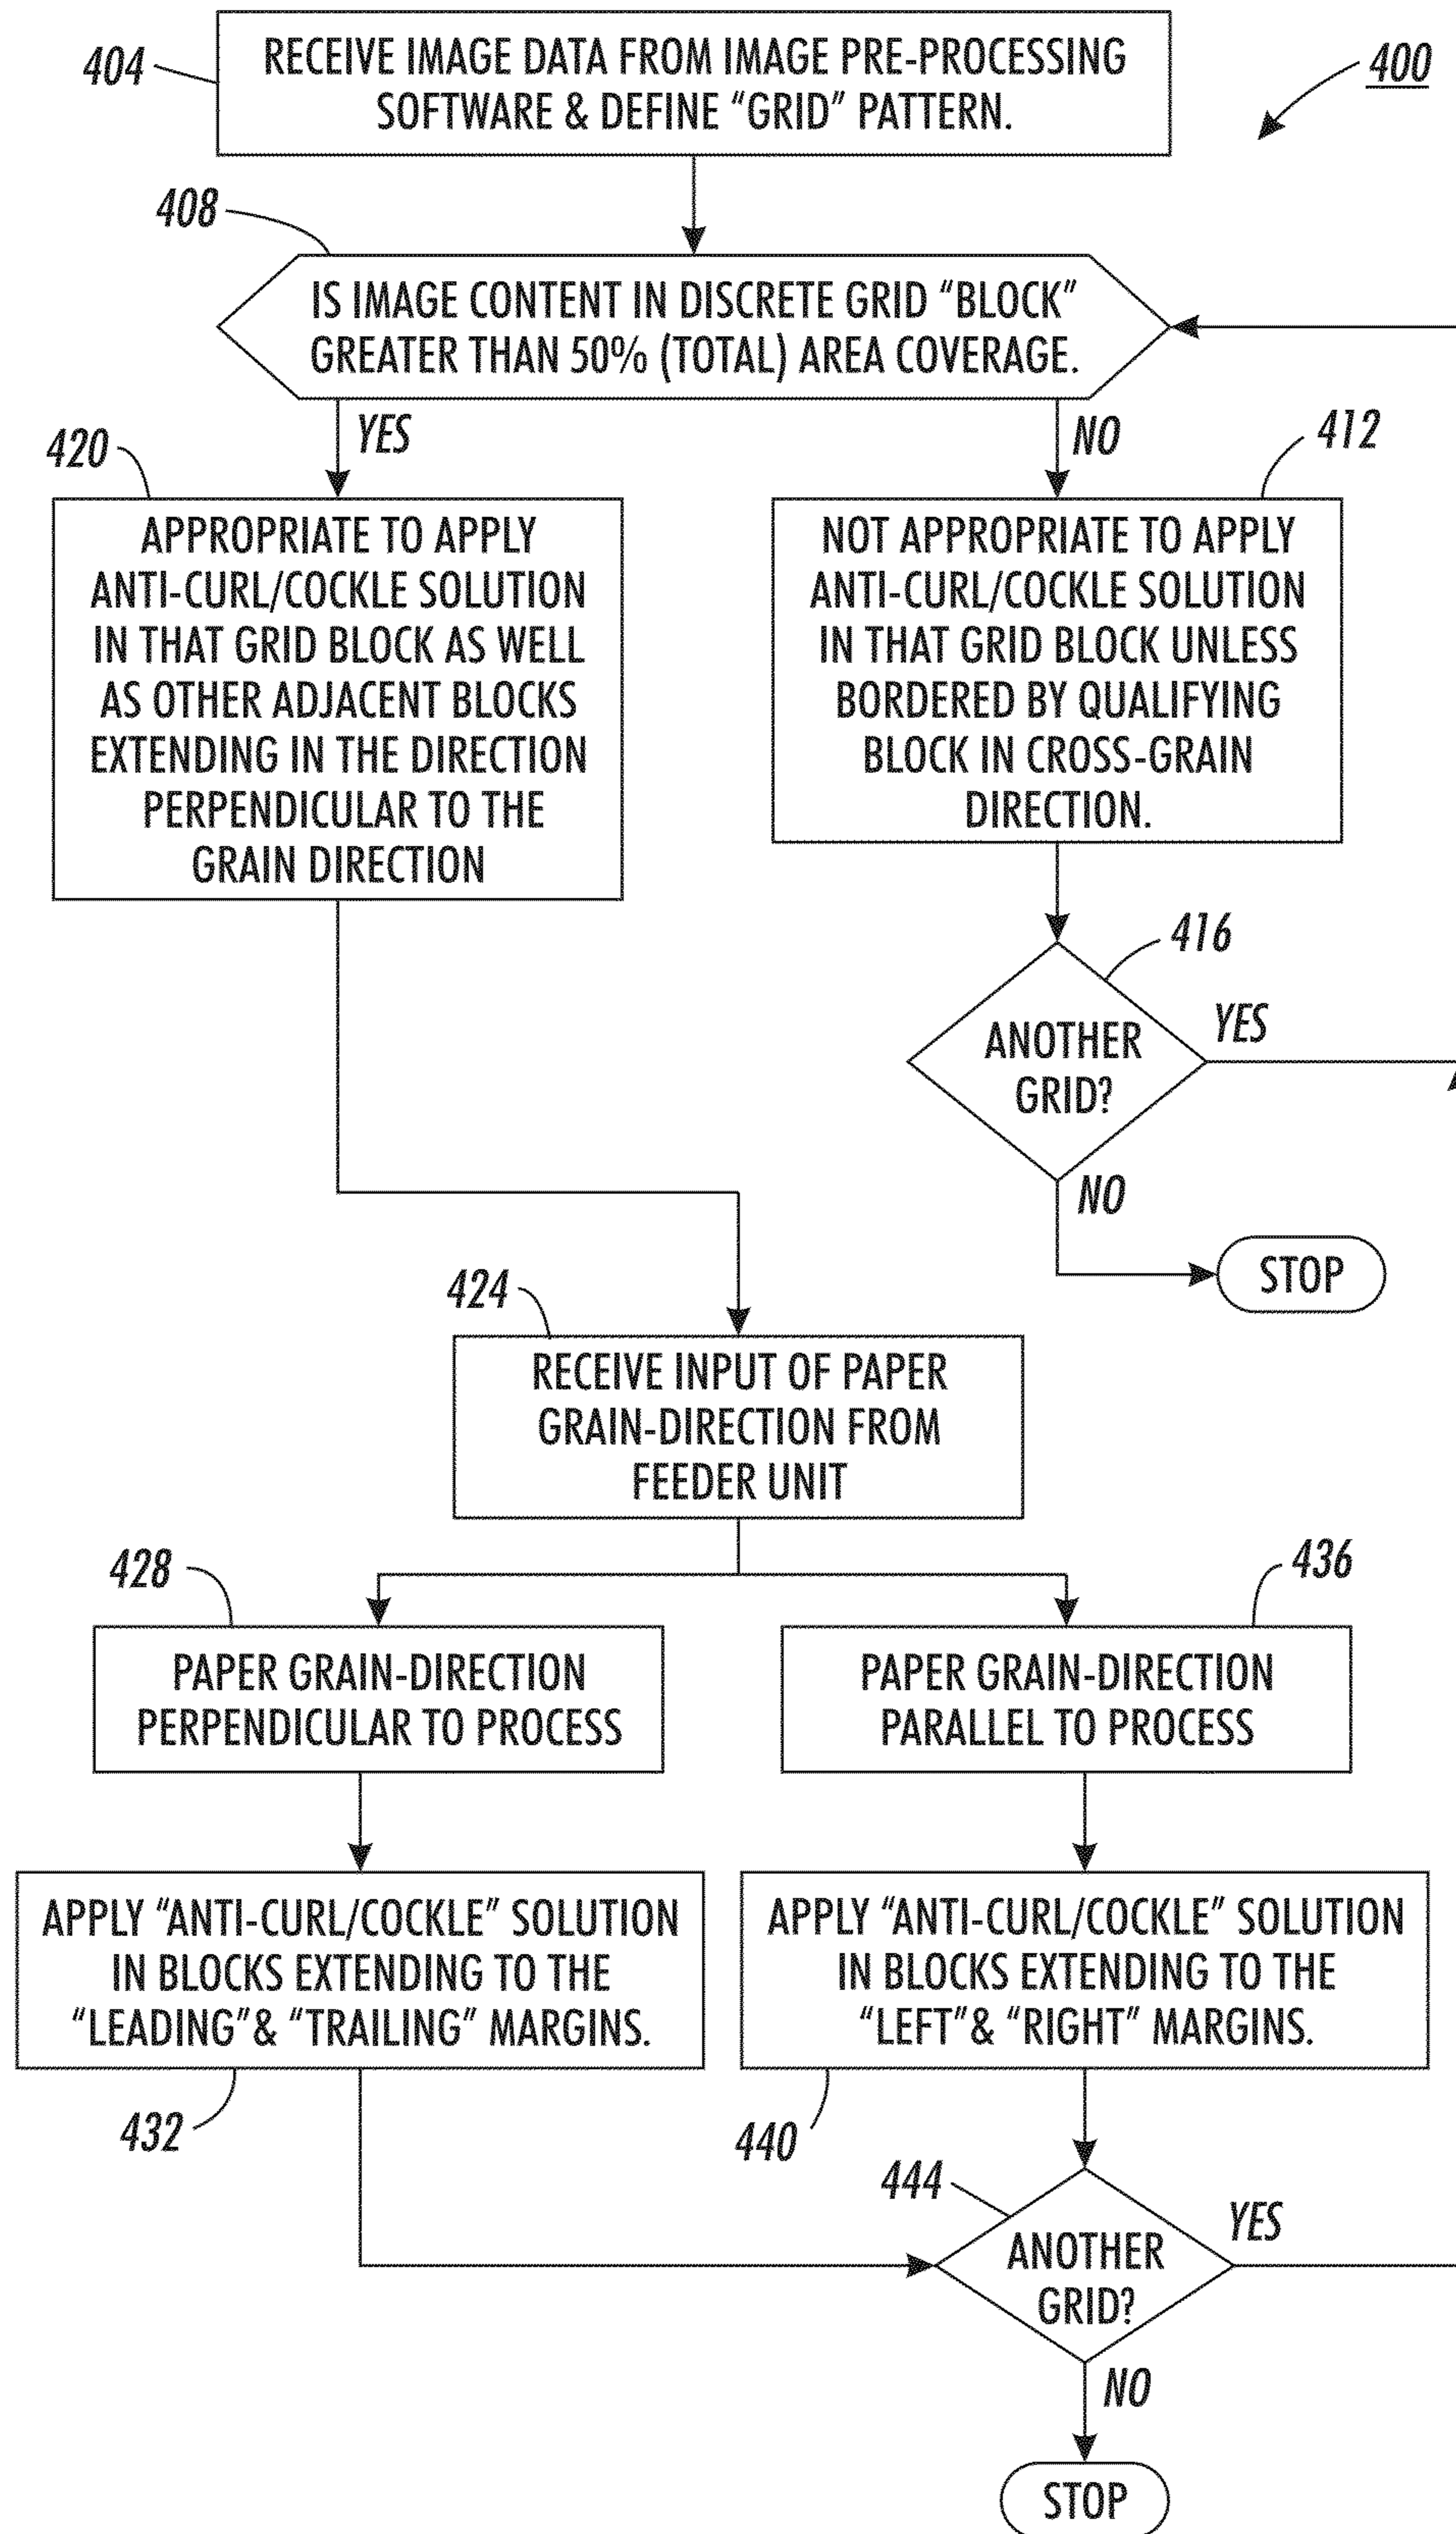 404
RECEIVE IMAGE DATA FROM IMAGE PRE-PROCESSING
SOFTWARE & DEFINE “GRID” PATTERN.
400
408
IS IMAGE CONTENT IN DISCRETE GRID “BLOCK”
GREATER THAN 50% (TOTAL) AREA COVERAGE.
YES
NO
420
APPROPRIATE TO APPLY
ANTI-CURL/COCKLE SOLUTION
IN THAT GRID BLOCK AS WELL
AS OTHER ADJACENT BLOCKS
EXTENDING IN THE DIRECTION
PERPENDICULAR TO THE
GRAIN DIRECTION
412
NOT APPROPRIATE TO APPLY
ANTI-CURL/COCKLE SOLUTION
IN THAT GRID BLOCK UNLESS
BORDERED BY QUALIFYING
BLOCK IN CROSS-GRAIN
DIRECTION.
416
ANOTHER
GRID?
YES
NO
STOP
424
RECEIVE INPUT OF PAPER
GRAIN-DIRECTION FROM
FEEDER UNIT
428
PAPER GRAIN-DIRECTION
PERPENDICULAR TO PROCESS
436
PAPER GRAIN-DIRECTION
PARALLEL TO PROCESS
APPLY “ANTI-CURL/COCKLE” SOLUTION
IN BLOCKS EXTENDING TO THE
“LEADING”& “TRAILING” MARGINS.
432
APPLY “ANTI-CURL/COCKLE” SOLUTION
IN BLOCKS EXTENDING TO THE
“LEFT”& “RIGHT” MARGINS.
440
444
ANOTHER
GRID?
YES
NO
STOP